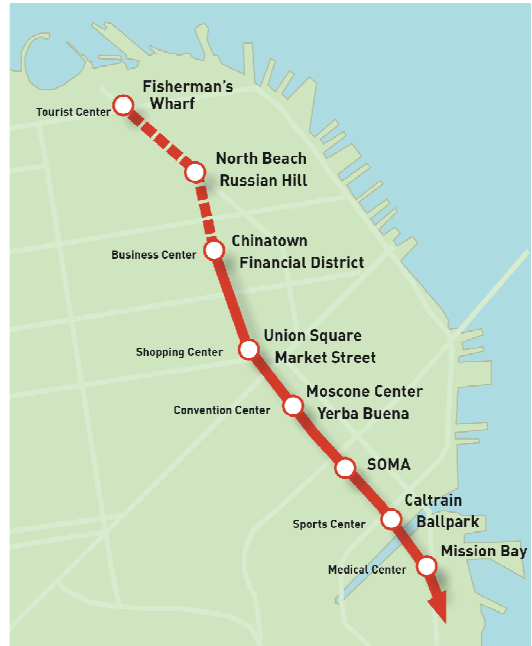 Fisherman's
Wharf
Tourist Center
North Beach
Russian Hill
Chinatown
Business Center
Financial District
Union Square
Shopping Center
Market Street
Moscone Center
Convention Center
Yerba Buena
SOMA
Caltrain
Sports Center
Ballpark
Mission Bay
Medical Center